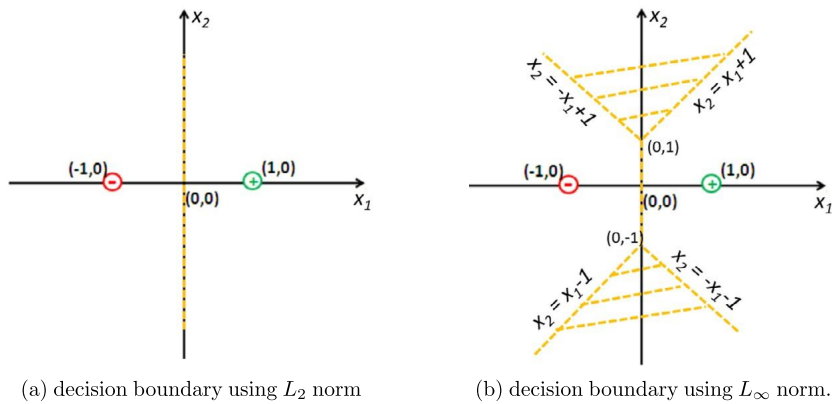 x₂
(-1,0)
-
+
(1,0)
(0,0)
x₁
(a) decision boundary using L₂ norm
x₂
x₂ = -x₁+1
x₂ = x₁+1
(0,1)
(-1,0)
-
+
(1,0)
(0,0)
x₁
(0,-1)
x₂ = x₁-1
x₂ = -x₁-1
(b) decision boundary using L∞ norm.